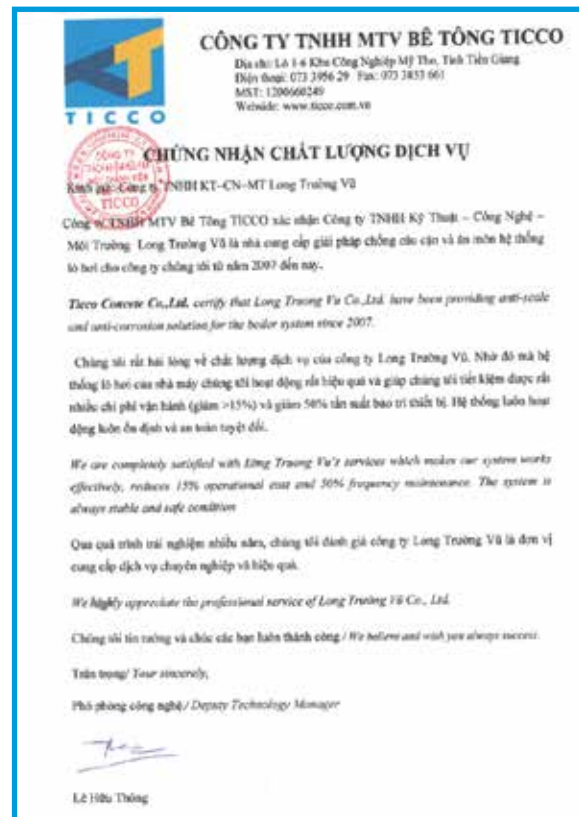 CÔNG TY TNHH MTV BÊ TÔNG TICCO
Địa chỉ: Lô 1-6 Khu Công Nghiệp Mỹ Tho, Tỉnh Tiền Giang
Điện thoại: 073 3956 29 Fax: 073 3853 661
MST: 1200660249
Website: www.ticco.com.vn
TICCO
CHỨNG NHẬN CHẤT LƯỢNG DỊCH VỤ
CÔNG TY
TICCO
Kính gửi: Công ty TNHH KT-CN-MT Long Trường Vũ
Công ty TNHH MTV Bê Tông TICCO xác nhận Công ty TNHH Kỹ Thuật – Công Nghệ –
Môi Trường Long Trường Vũ là nhà cung cấp giải pháp chống cáu cặn và ăn mòn hệ thống
lò hơi cho công ty chúng tôi từ năm 2007 đến nay..
Ticco Concrete Co.,Ltd. certify that Long Truong Vu Co.,Ltd. have been providing anti-scale
and anti-corrosion solution for the boiler system since 2007.
Chúng tôi rất hài lòng về chất lượng dịch vụ của công ty Long Trường Vũ. Nhờ đó mà hệ
thống lò hơi của nhà máy chúng tôi hoạt động rất hiệu quả và giúp chúng tôi tiết kiệm được rất
nhiều chi phí vận hành (giảm >15%) và giảm 50% tần suất bảo trì thiết bị. Hệ thống luôn hoạt
động luôn ổn định và an toàn tuyệt đối.
We are completely satisfied with Long Truong Vu's services which makes our system works
effectively, reduces 15% operational cost and 50% frequency maintenance. The system is
always stable and safe condition
Qua quá trình trải nghiệm nhiều năm, chúng tôi đánh giá công ty Long Trường Vũ là đơn vị
cung cấp dịch vụ chuyên nghiệp và hiệu quả.
We highly appreciate the professional service of Long Trường Vũ Co., Ltd.
Chúng tôi tin tưởng và chúc các bạn luôn thành công / We believe and wish you always success.
Trân trọng/ Your sincerely,
Phó phòng công nghệ / Deputy Technology Manager
Lê Hữu Thông